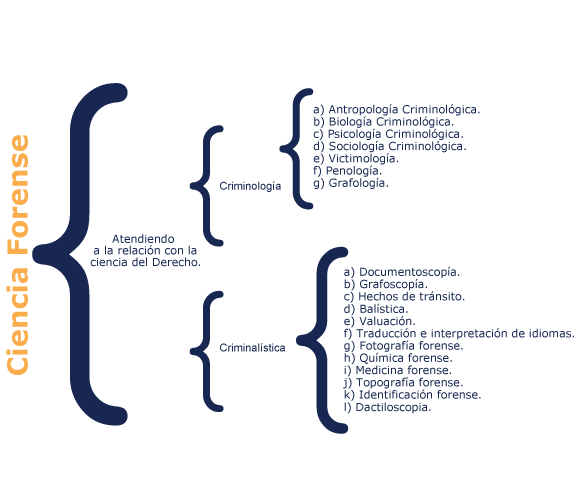 Ciencia Forense
Atendiendo
a la relación con la
ciencia del Derecho.
Criminología
a) Antropología Criminológica.
b) Biología Criminológica.
c) Psicología Criminológica.
d) Sociología Criminológica.
e) Victimología.
f) Penología.
g) Grafología.
Criminalística
a) Documentoscopía.
b) Grafoscopía.
c) Hechos de tránsito.
d) Balística.
e) Valuación.
f) Traducción e interpretación de idiomas.
g) Fotografía forense.
h) Química forense.
i) Medicina forense.
j) Topografía forense.
k) Identificación forense.
l) Dactiloscopia.